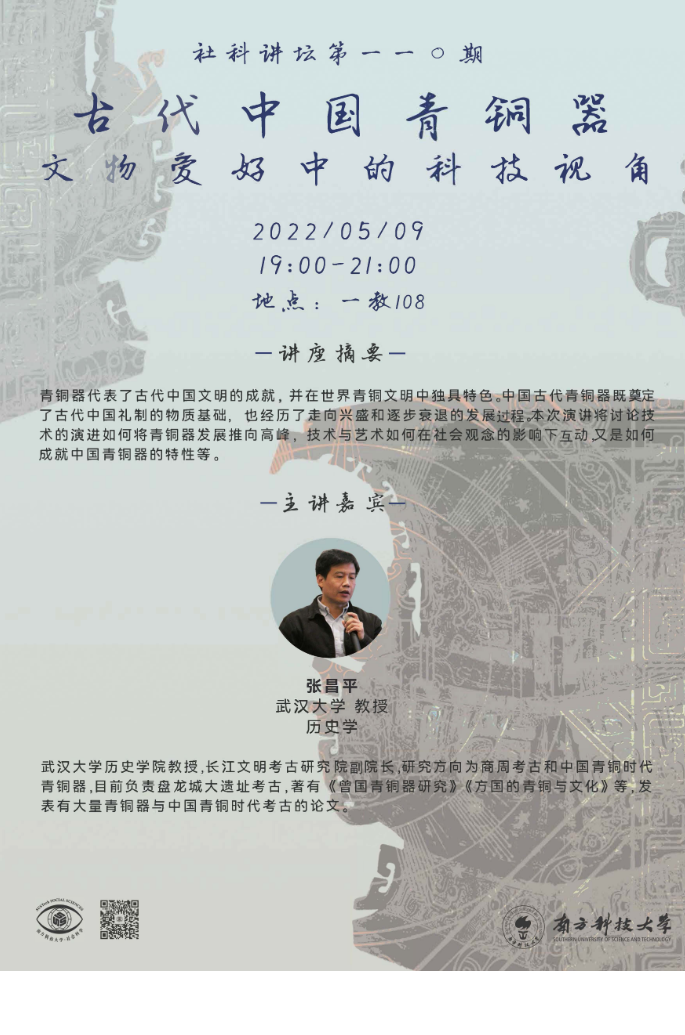 社科讲坛第一一〇期
古代中国青铜器
文物爱好中的科技视角
2022/05/09
19:00-21:00
地点：一教108
—讲座摘要—
青铜器代表了古代中国文明的成就，并在世界青铜文明中独具特色。中国古代青铜器既奠定
了古代中国礼制的物质基础，也经历了走向兴盛和逐步衰退的发展过程。本次演讲将讨论技
术的演进如何将青铜器发展推向高峰，技术与艺术如何在社会观念的影响下互动，又是如何
成就中国青铜器的特性等。
—主讲嘉宾—
张昌平
武汉大学 教授
历史学
武汉大学历史学院教授，长江文明考古研究院副院长，研究方向为商周考古和中国青铜时代
青铜器，目前负责盘龙城大遗址考古，著有《曾国青铜器研究》《方国的青铜与文化》等，发
表有大量青铜器与中国青铜时代考古的论文。
南方科技大学
SOUTHERN UNIVERSITY OF SCIENCE AND TECHNOLOGY